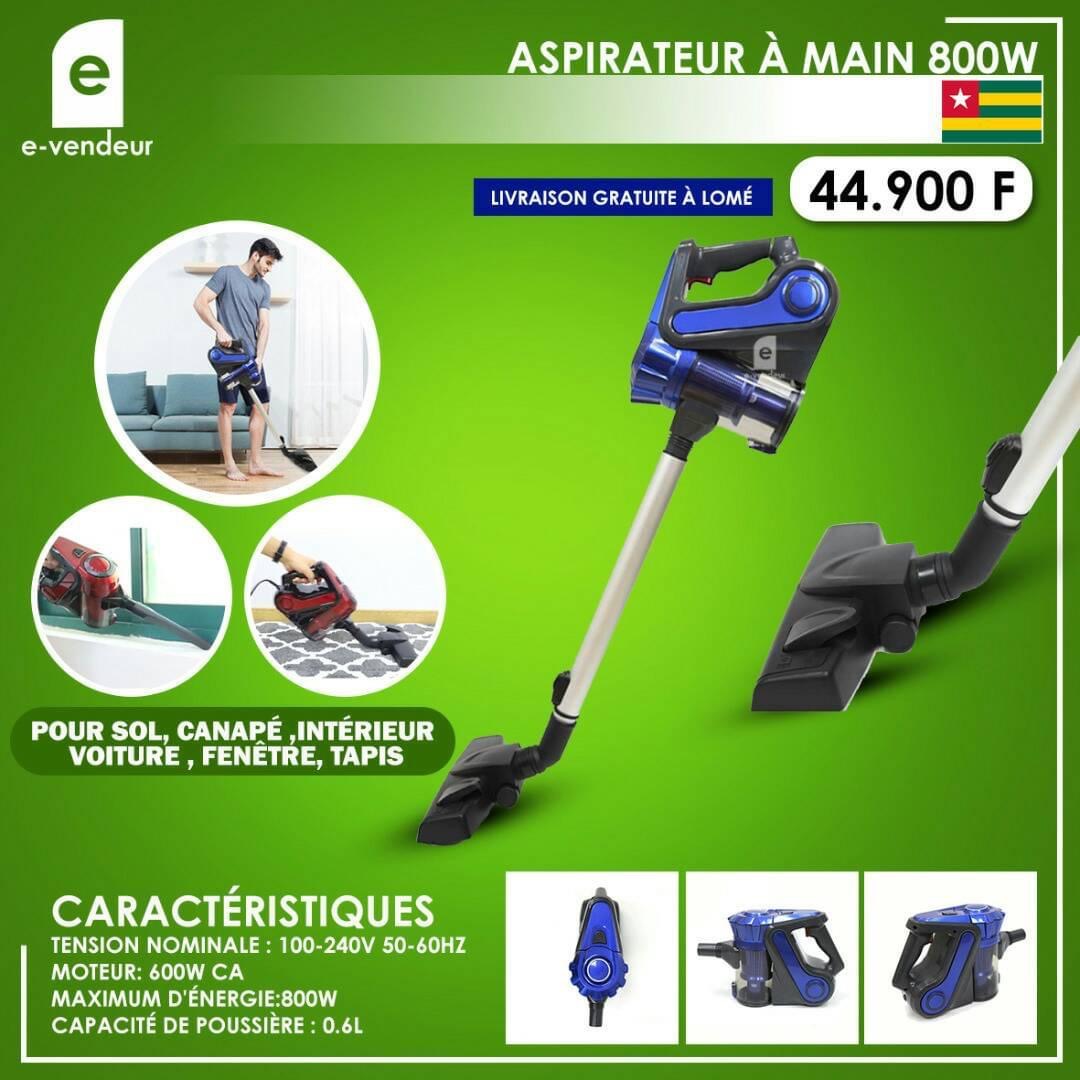 e
e-vendeur
ASPIRATEUR À MAIN 800W
LIVRAISON GRATUITE À LOMÉ
44.900 F
e
e-vendeur
POUR SOL, CANAPÉ ,INTÉRIEUR
VOITURE , FENÊTRE, TAPIS
CARACTÉRISTIQUES
TENSION NOMINALE : 100-240V 50-60HZ
MOTEUR: 600W CA
MAXIMUM D'ÉNERGIE:800W
CAPACITÉ DE POUSSIÈRE : 0.6L